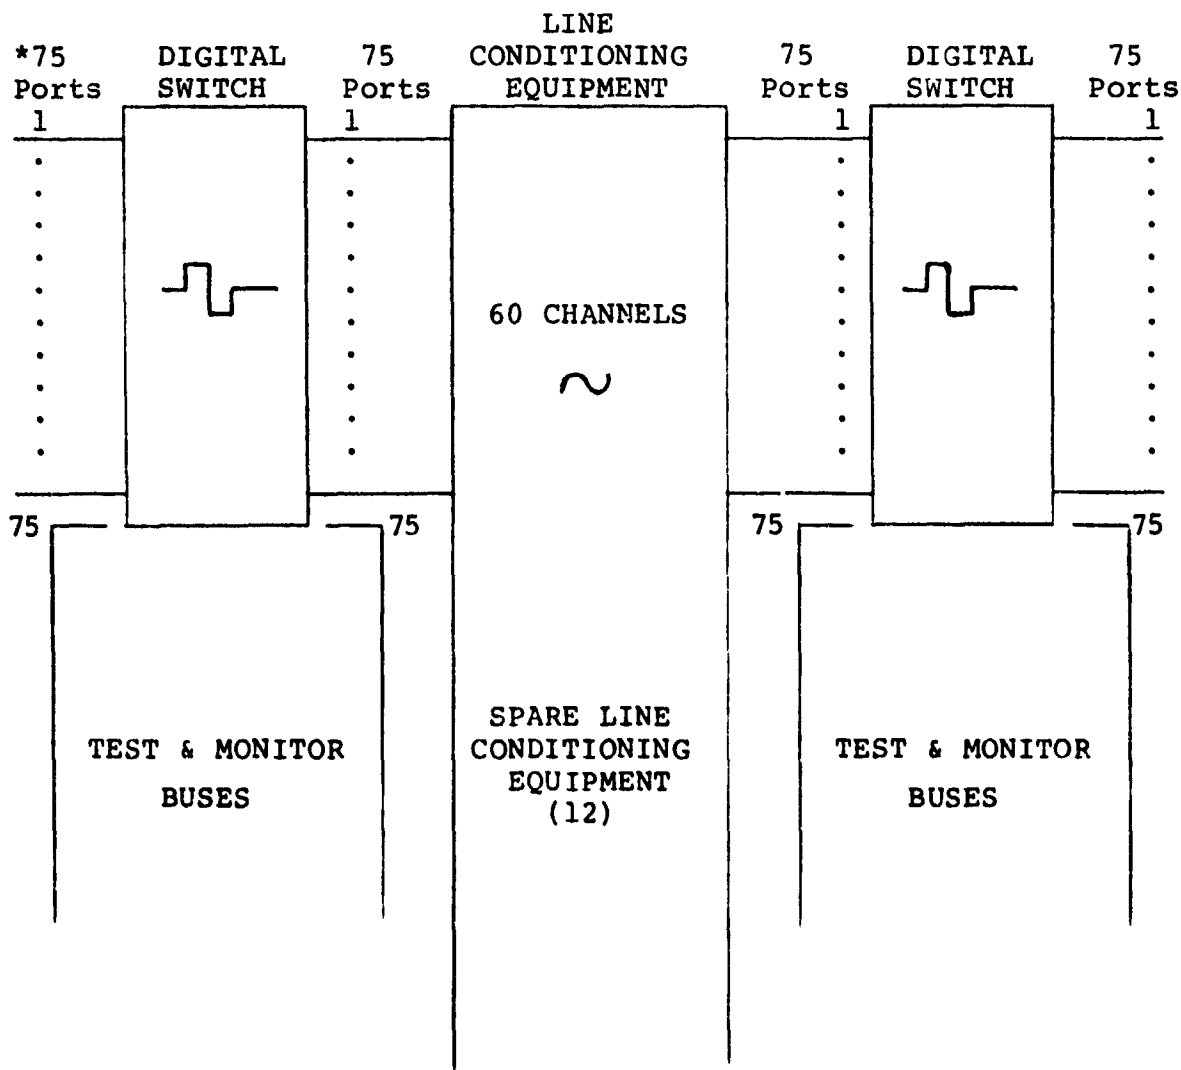 LINE
*75 DIGITAL 75 CONDITIONING 75 DIGITAL 75
Ports SWITCH Ports EQUIPMENT Ports SWITCH Ports
1 1 1 1
60 CHANNELS
75 75 75 75
SPARE LINE
TEST & MONITOR CONDITIONING TEST & MONITOR
BUSES EQUIPMENT BUSES
(12)